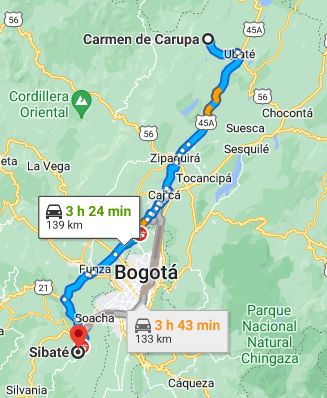 Carmen de Carupa
Ubaté
Cordillera
Oriental
45A
56
56
Chocontá
45A
Suesca
56
Sesquilé
Zipaquirá
La Vega
Tocancipá
Cajicá
3 h 24 min
139 km
Funza
Bogotá
21
Soacha
3 h 43 min
133 km
Sibaté
Parque
Nacional
Natural
Chingaza
Silvania
Cáqueza